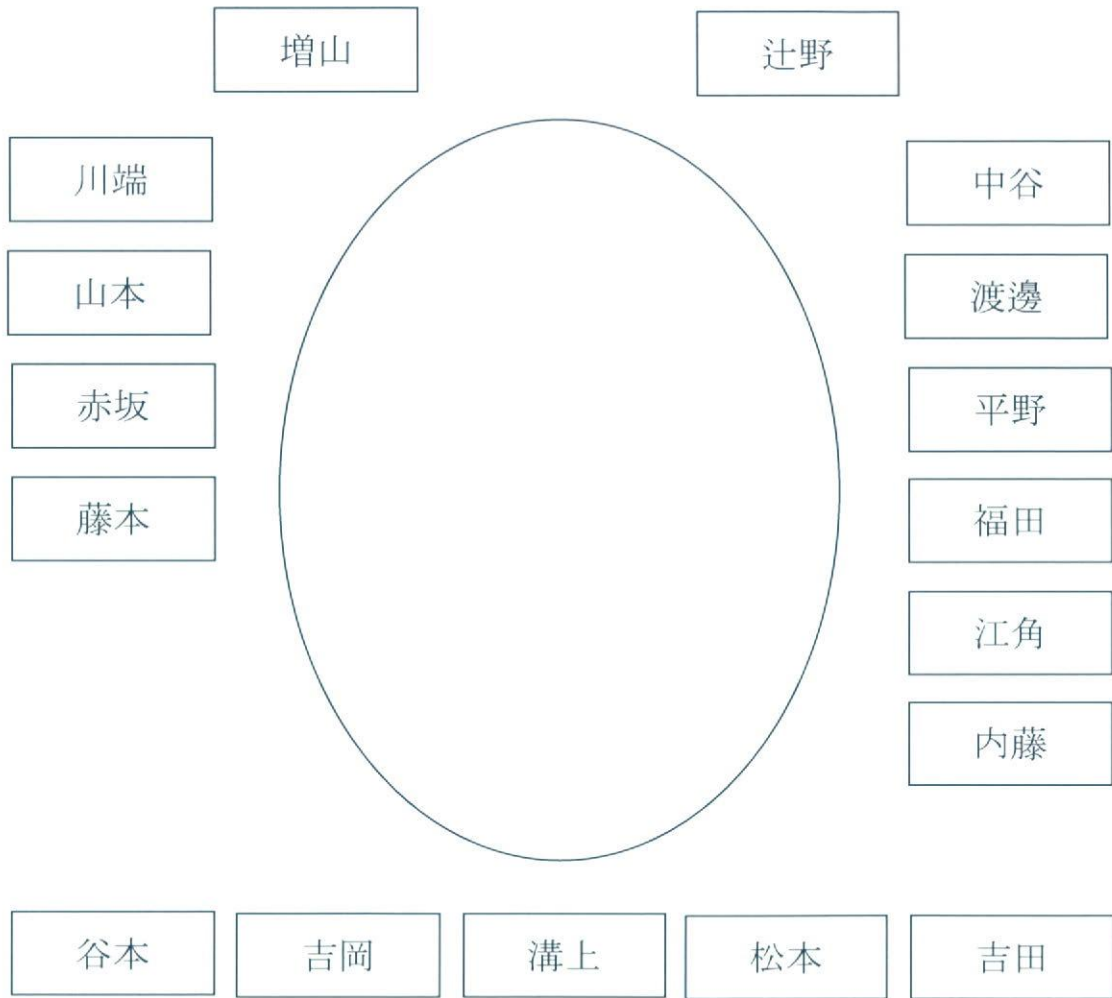 増山
辻野
川端
中谷
山本
渡邊
赤坂
平野
藤本
福田
江角
内藤
谷本
吉岡
溝上
松本
吉田